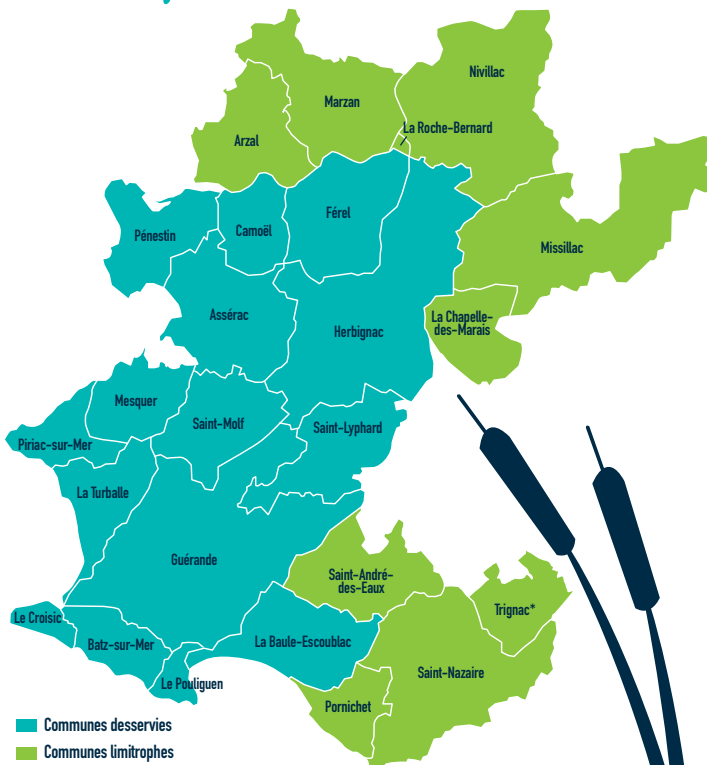 Nivillac
Marzan
La Roche-Bernard
Arzal
Férel
Camoël
Pénestin
Missillac
Assérac
La Chapelle-
des-Marais
Herbignac
Mesquer
Saint-Molf
Saint-Lyphard
Piriac-sur-Mer
La Turballe
Guérande
Saint-André-
des-Eaux
Trignac*
Le Croisic
Batz-sur-Mer
La Baule-Escoublac
Saint-Nazaire
Le Pouliguen
Pornichet
Communes desservies
Communes limitrophes